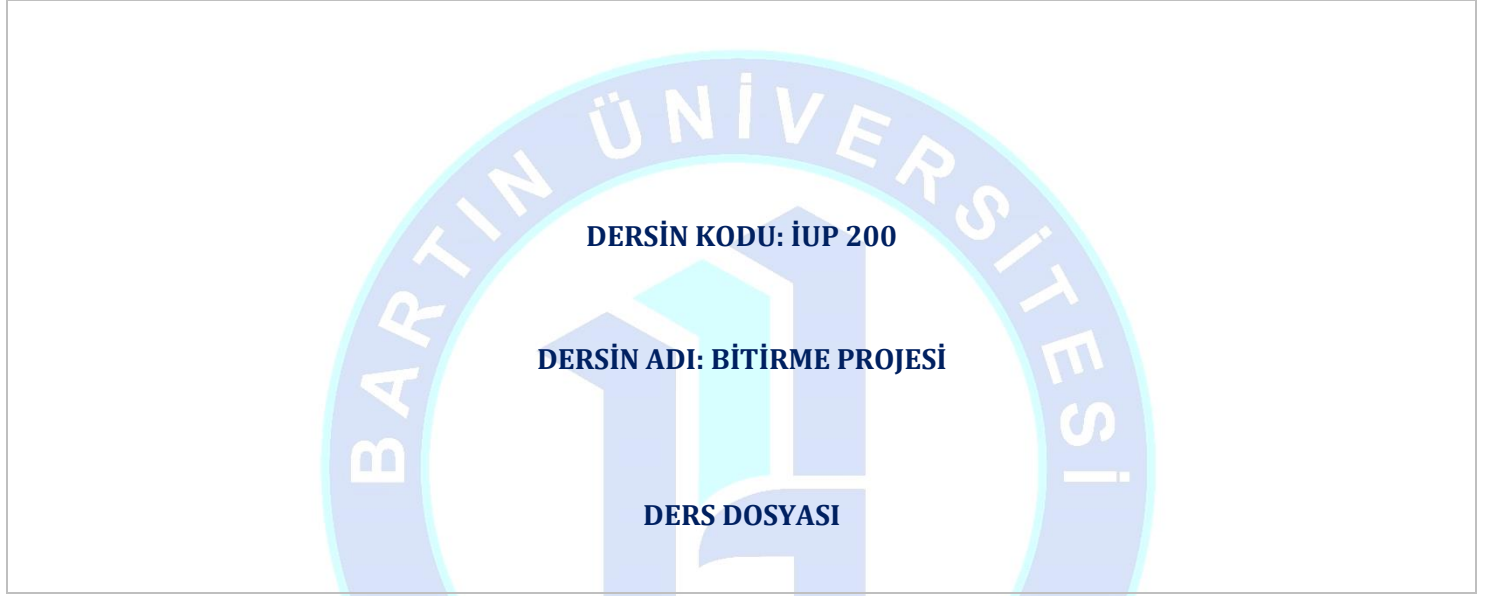 BARTIN ÜNİVERSİTESİ
DERSİN KODU: İUP 200
DERSİN ADI: BİTİRME PROJESİ
DERS DOSYASI